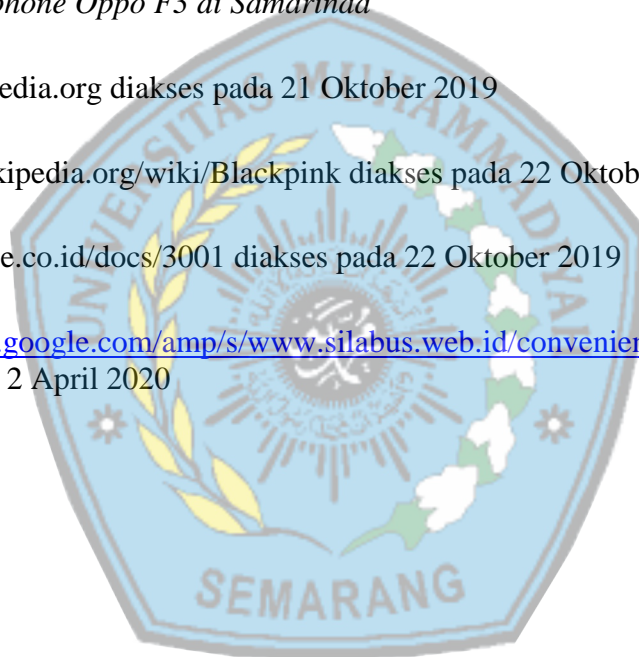 phone Oppo F3 di Samarinda
edia.org diakses pada 21 Oktober 2019
kipedia.org/wiki/Blackpink diakses pada 22 Oktob
e.co.id/docs/3001 diakses pada 22 Oktober 2019
.google.com/amp/s/www.silabus.web.id/convenien
2 April 2020
UNIVERSITAS MUHAMMADIYAH
SEMARANG